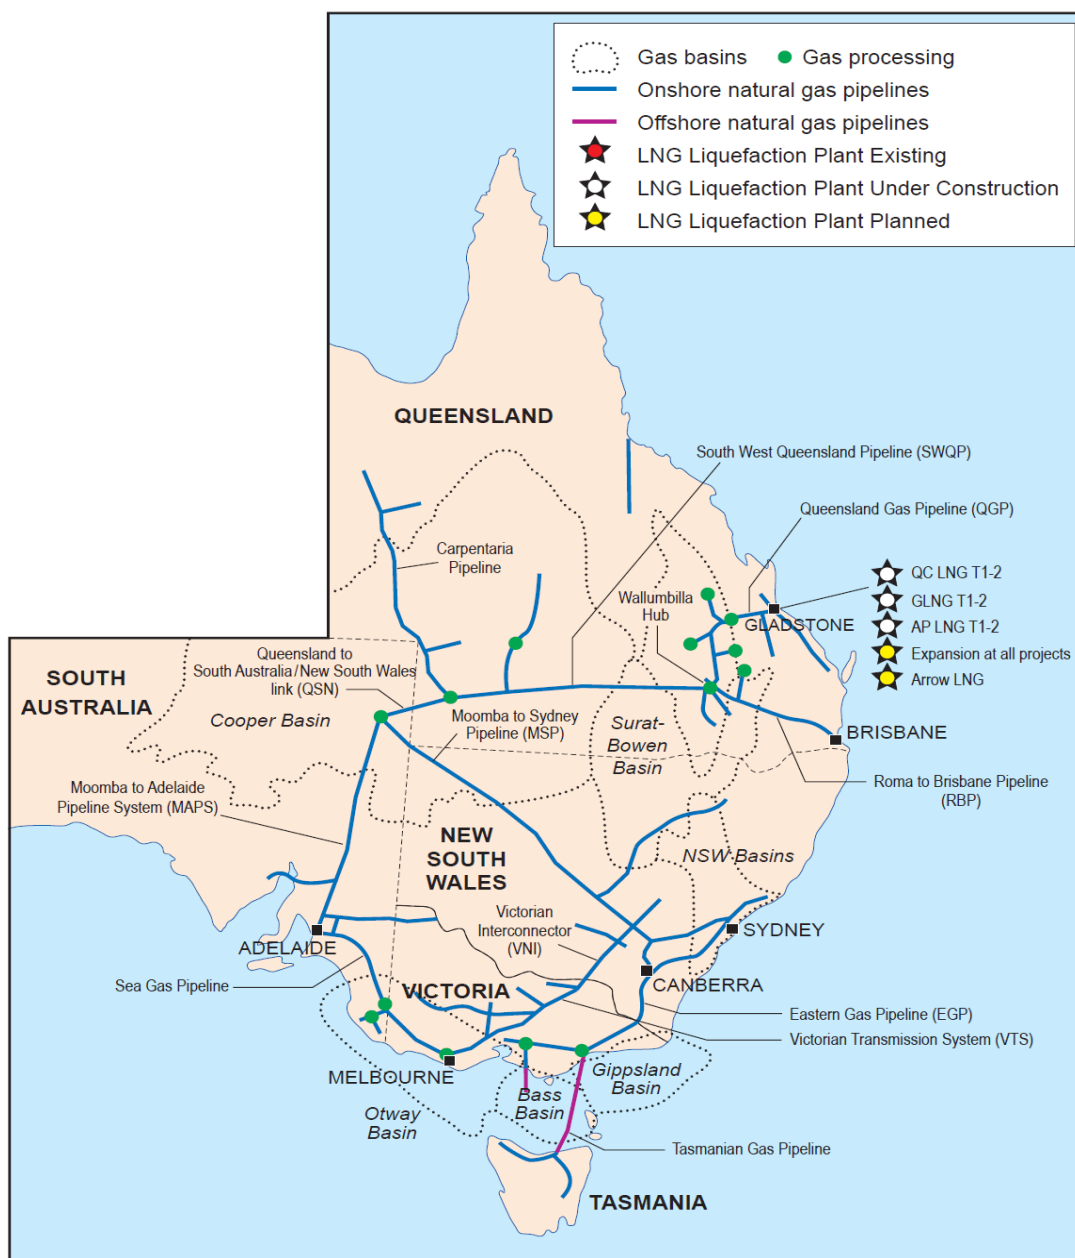 Gas basins
Gas processing
Onshore natural gas pipelines
Offshore natural gas pipelines
LNG Liquefaction Plant Existing
LNG Liquefaction Plant Under Construction
LNG Liquefaction Plant Planned
QUEENSLAND
South West Queensland Pipeline (SWQP)
Queensland Gas Pipeline (QGP)
Carpentaria
Pipeline
Wallumbilla
Hub
GLADSTONE
QC LNG T1-2
GLNG T1-2
AP LNG T1-2
Expansion at all projects
Arrow LNG
SOUTH
AUSTRALIA
Queensland to
South Australia/New South Wales
link (QSN)
Cooper Basin
Moomba to Sydney
Pipeline (MSP)
Surat-
Bowen
Basin
BRISBANE
Roma to Brisbane Pipeline
(RBP)
Moomba to Adelaide
Pipeline System (MAPS)
NEW
SOUTH
WALES
NSW-Basins
Victorian
Interconnector
(VNI)
SYDNEY
ADELAIDE
CANBERRA
Sea Gas Pipeline
VICTORIA
Eastern Gas Pipeline (EGP)
Victorian Transmission System (VTS)
MELBOURNE
Gippsland
Basin
Bass
Basin
Otway
Basin
Tasmanian Gas Pipeline
TASMANIA